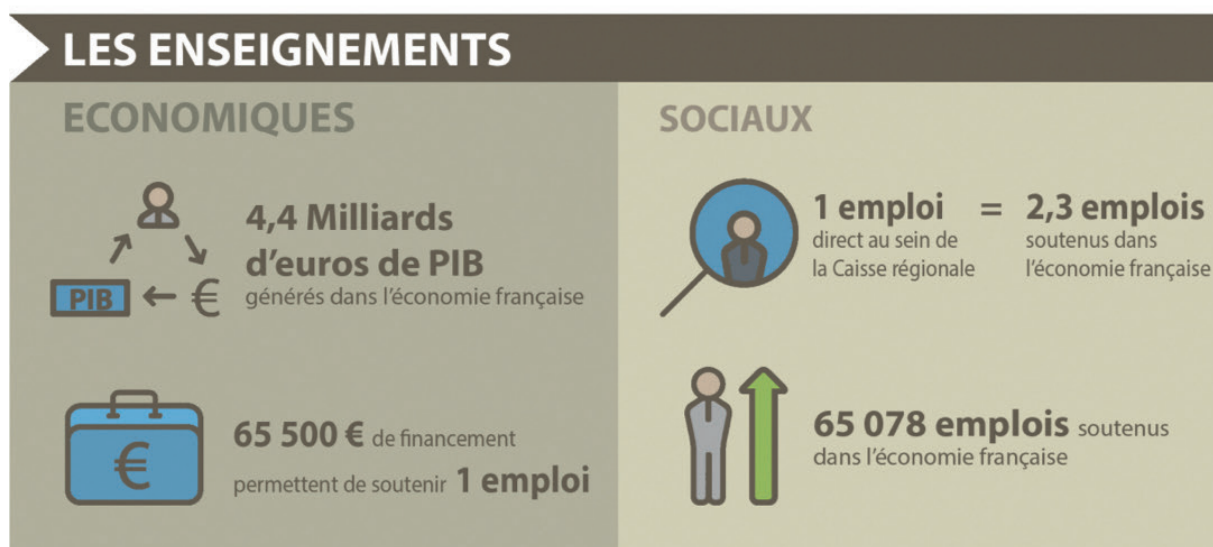 LES ENSEIGNEMENTS
ECONOMIQUES
4,4 Milliards
d'euros de PIB
générés dans l'économie française
PIB
€
€
65 500 € de financement
permettent de soutenir 1 emploi
SOCIAUX
1 emploi = 2,3 emplois
direct au sein de soutenus dans
la Caisse régionale l'économie française
65 078 emplois soutenus
dans l'économie française